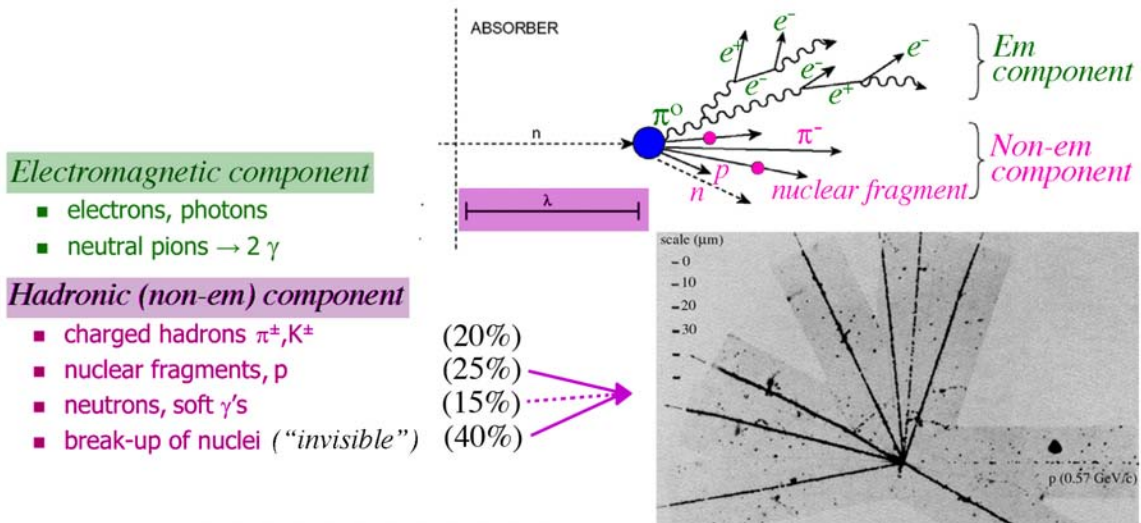 ABSORBER
e⁺ e⁻
e⁻ e⁻ e⁻
e⁺
Em
component
π⁰
n
π⁻
p
n
nuclear fragment
Non-em
component
λ
Electromagnetic component
▪ electrons, photons
▪ neutral pions → 2 γ
Hadronic (non-em) component
▪ charged hadrons π±,K± (20%)
▪ nuclear fragments, p (25%)
▪ neutrons, soft γ's (15%)
▪ break-up of nuclei ("invisible") (40%)
scale (μm)
0
10
20
30
p (0.57 GeV/c)